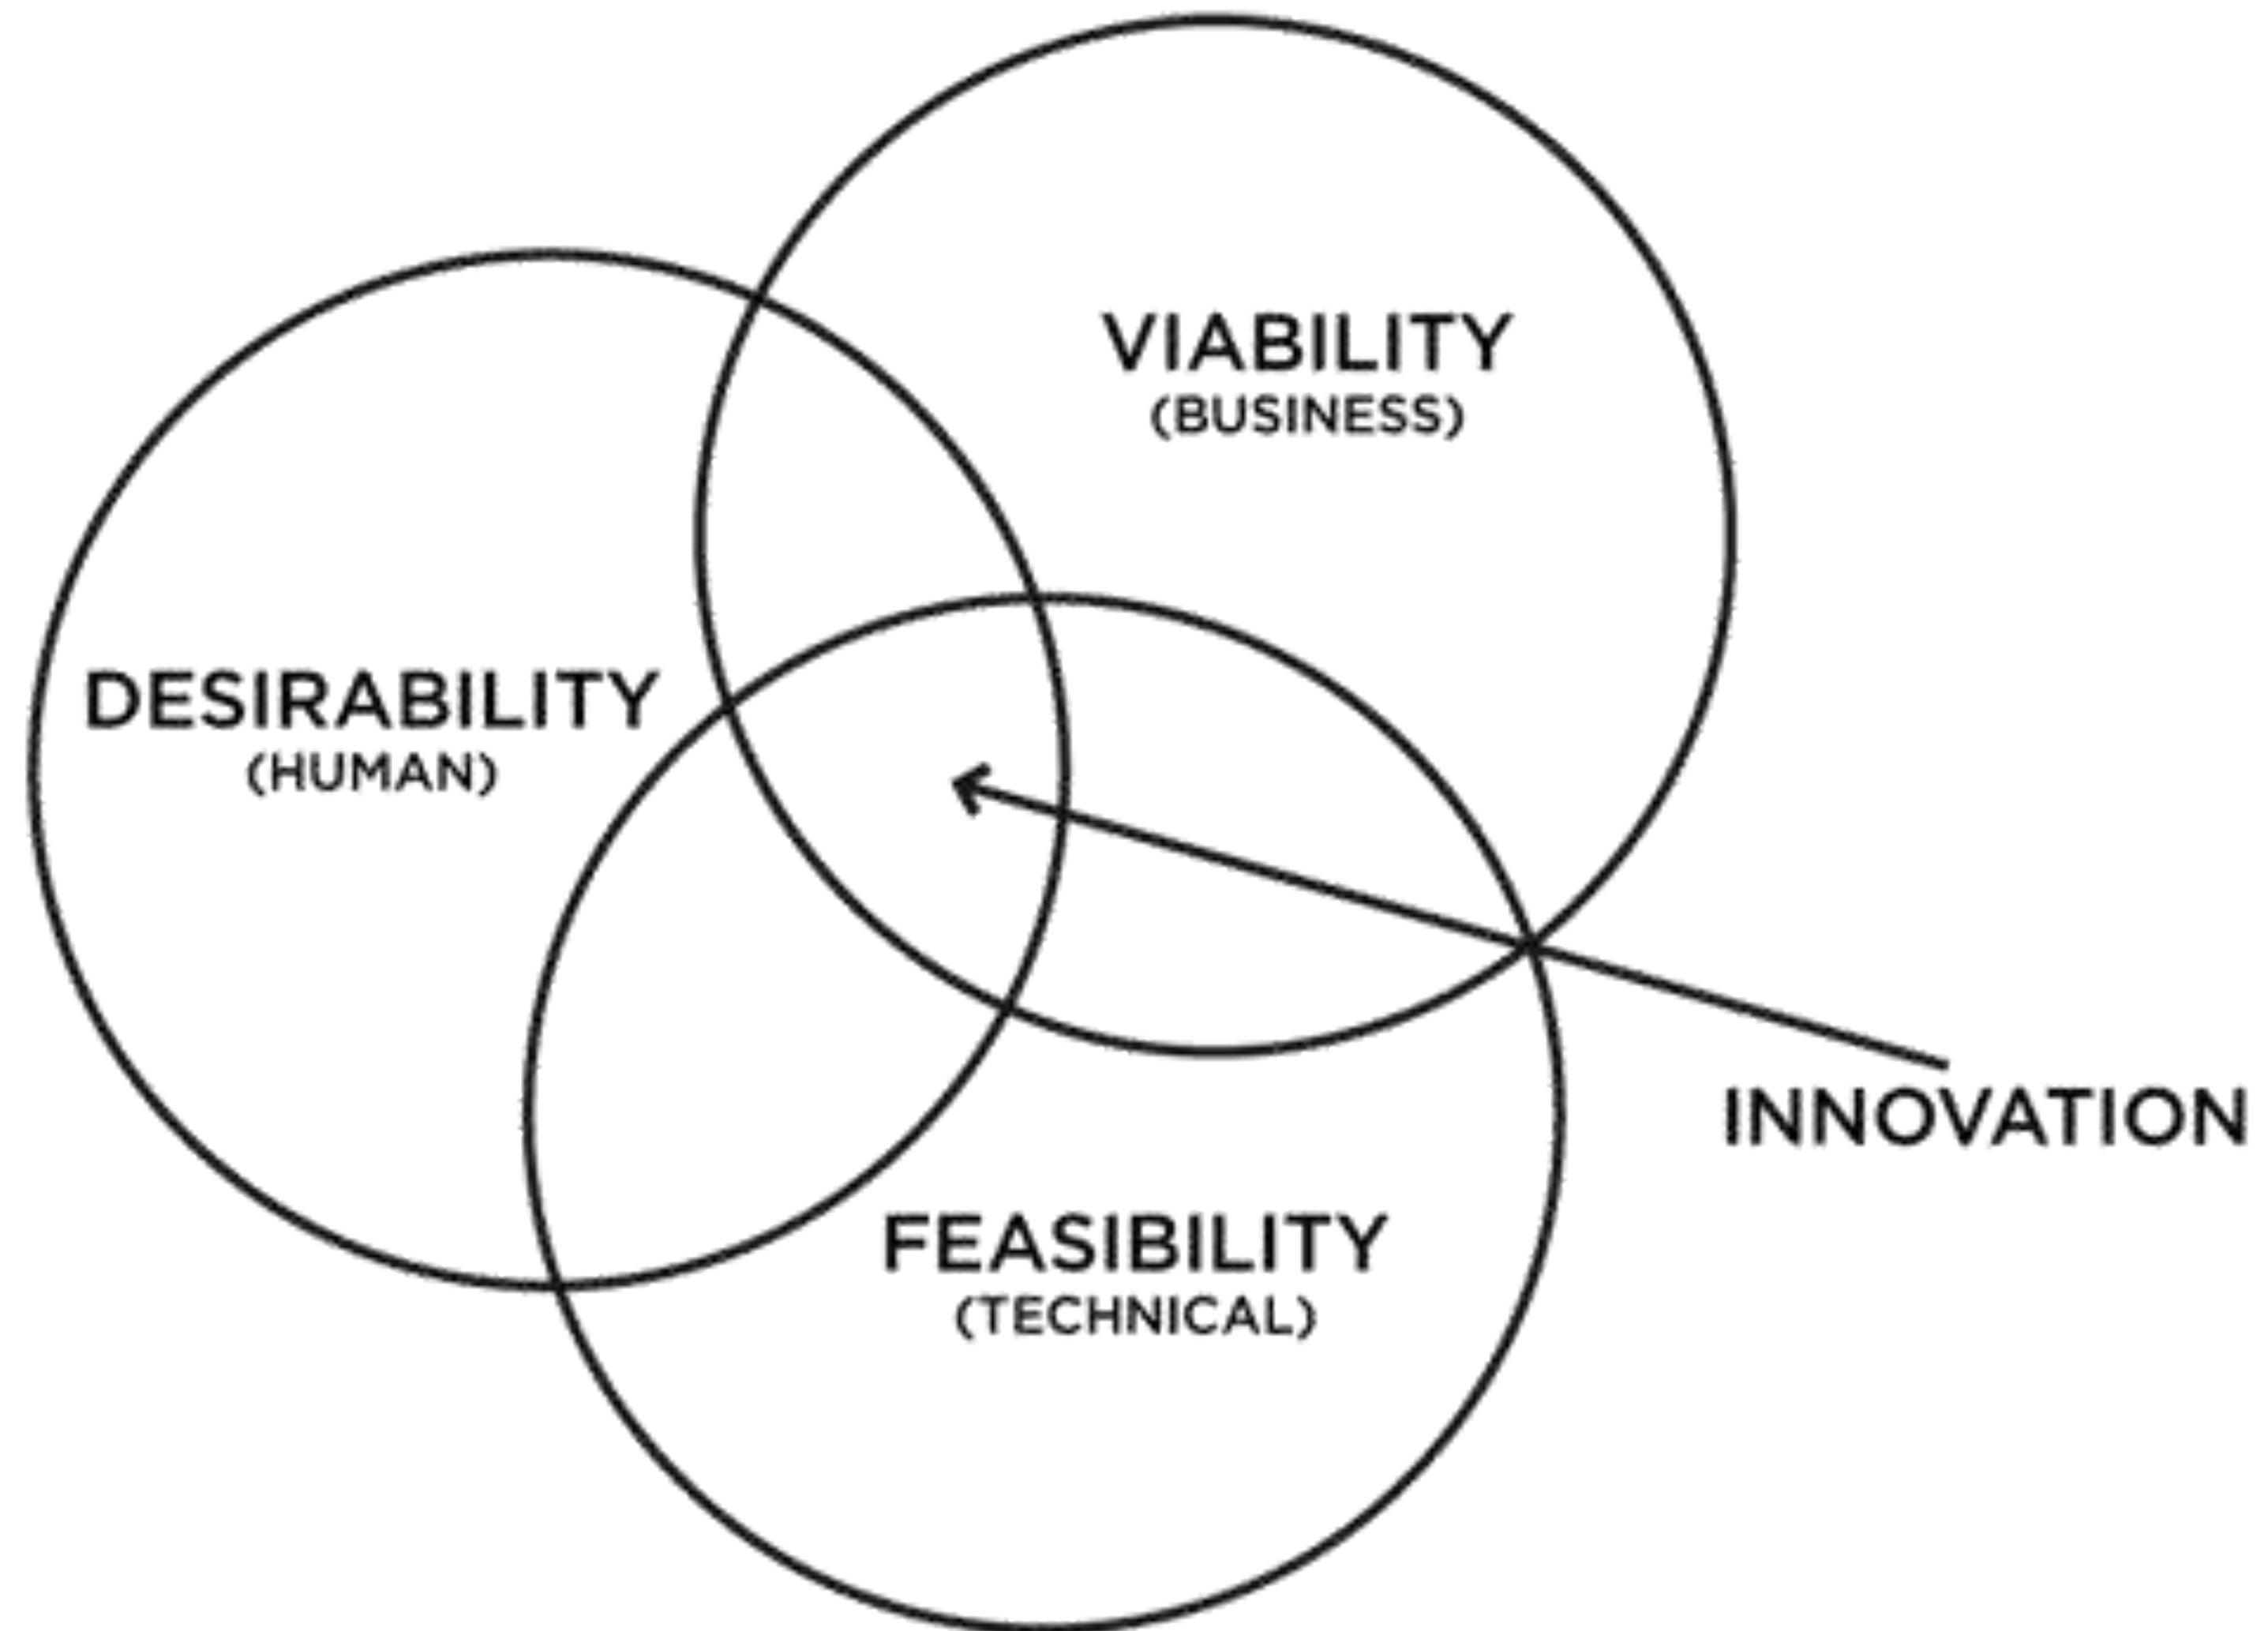 VIABILITY
(BUSINESS)
DESIRABILITY
(HUMAN)
INNOVATION
FEASIBILITY
(TECHNICAL)